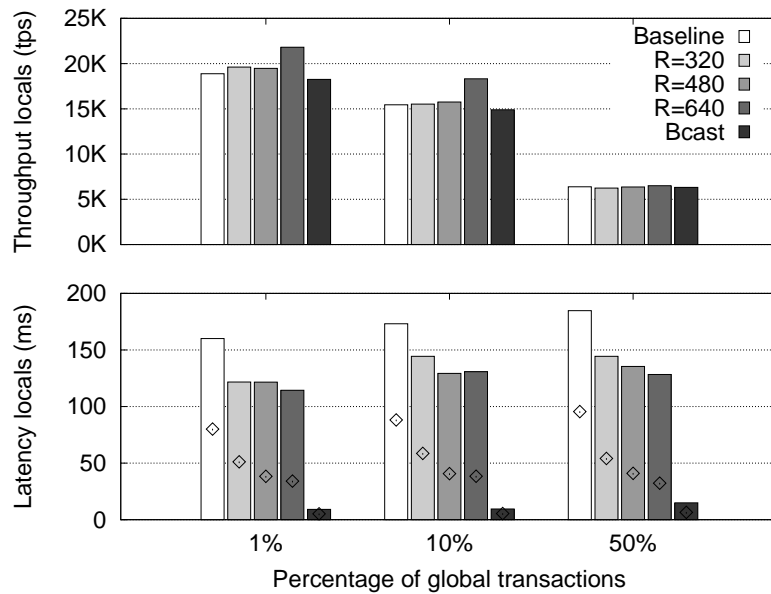 Throughput locals (tps)
25K
20K
15K
10K
5K
0K
Baseline
R=320
R=480
R=640
Bcast
Latency locals (ms)
200
150
100
50
0
1%
10%
50%
Percentage of global transactions